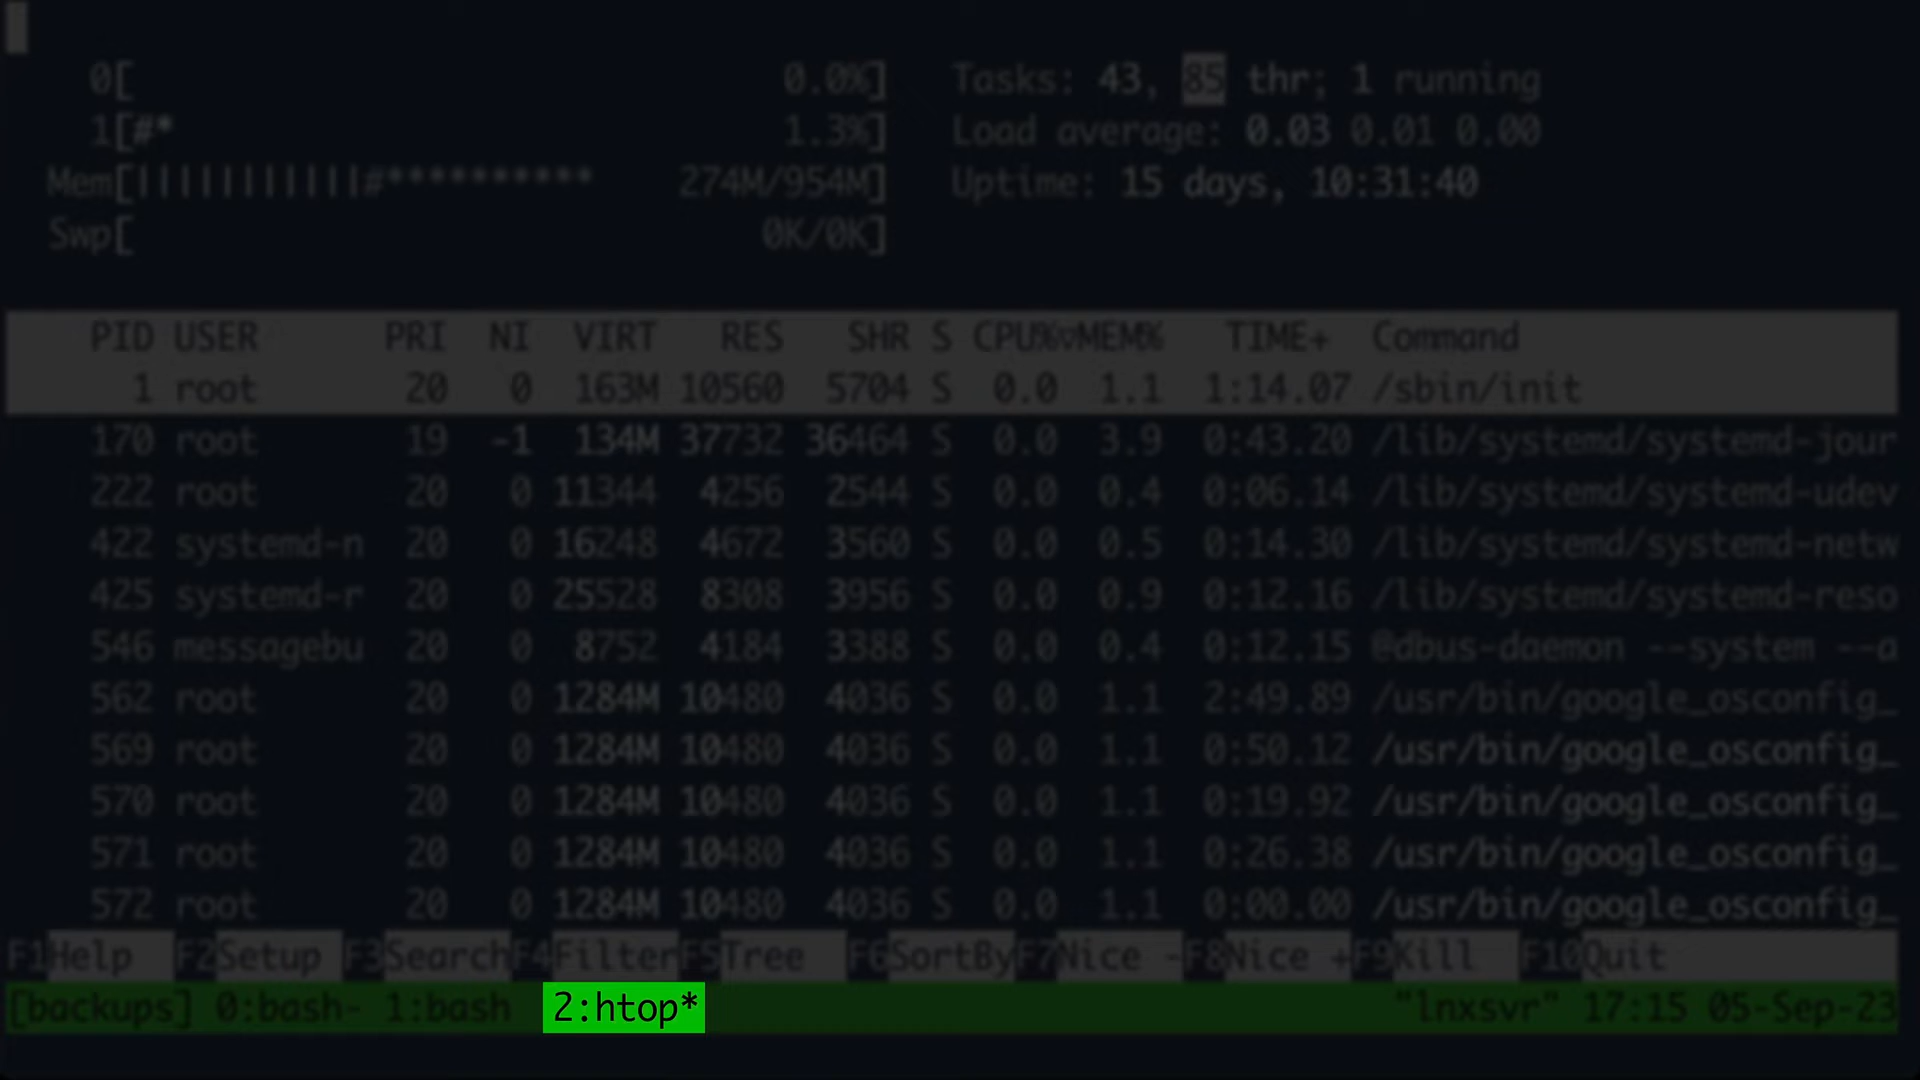 0[ 0.0%] Tasks: 43, 85 thr; 1 running
1[#* 1.3%] Load average: 0.03 0.01 0.00
Mem[|||||||||||#********** 274M/954M] Uptime: 15 days, 10:31:40
Swp[ 0K/0K]
PID USER PRI NI VIRT RES SHR S CPU%▽MEM% TIME+ Command
1 root 20 0 163M 10560 5704 S 0.0 1.1 1:14.07 /sbin/init
170 root 19 -1 134M 37732 36464 S 0.0 3.9 0:43.20 /lib/systemd/systemd-jour
222 root 20 0 11344 4256 2544 S 0.0 0.4 0:06.14 /lib/systemd/systemd-udev
422 systemd-n 20 0 16248 4672 3560 S 0.0 0.5 0:14.30 /lib/systemd/systemd-netw
425 systemd-r 20 0 25528 8308 3956 S 0.0 0.9 0:12.16 /lib/systemd/systemd-reso
546 messagebu 20 0 8752 4184 3388 S 0.0 0.4 0:12.15 @dbus-daemon --system --a
562 root 20 0 1284M 10480 4036 S 0.0 1.1 2:49.89 /usr/bin/google_osconfig_
569 root 20 0 1284M 10480 4036 S 0.0 1.1 0:50.12 /usr/bin/google_osconfig_
570 root 20 0 1284M 10480 4036 S 0.0 1.1 0:19.92 /usr/bin/google_osconfig_
571 root 20 0 1284M 10480 4036 S 0.0 1.1 0:26.38 /usr/bin/google_osconfig_
572 root 20 0 1284M 10480 4036 S 0.0 1.1 0:00.00 /usr/bin/google_osconfig_
F1Help F2Setup F3SearchF4FilterF5Tree F6SortByF7Nice -F8Nice +F9Kill F10Quit
[backups] 0:bash- 1:bash 2:htop* "lnxsvr" 17:15 05-Sep-23